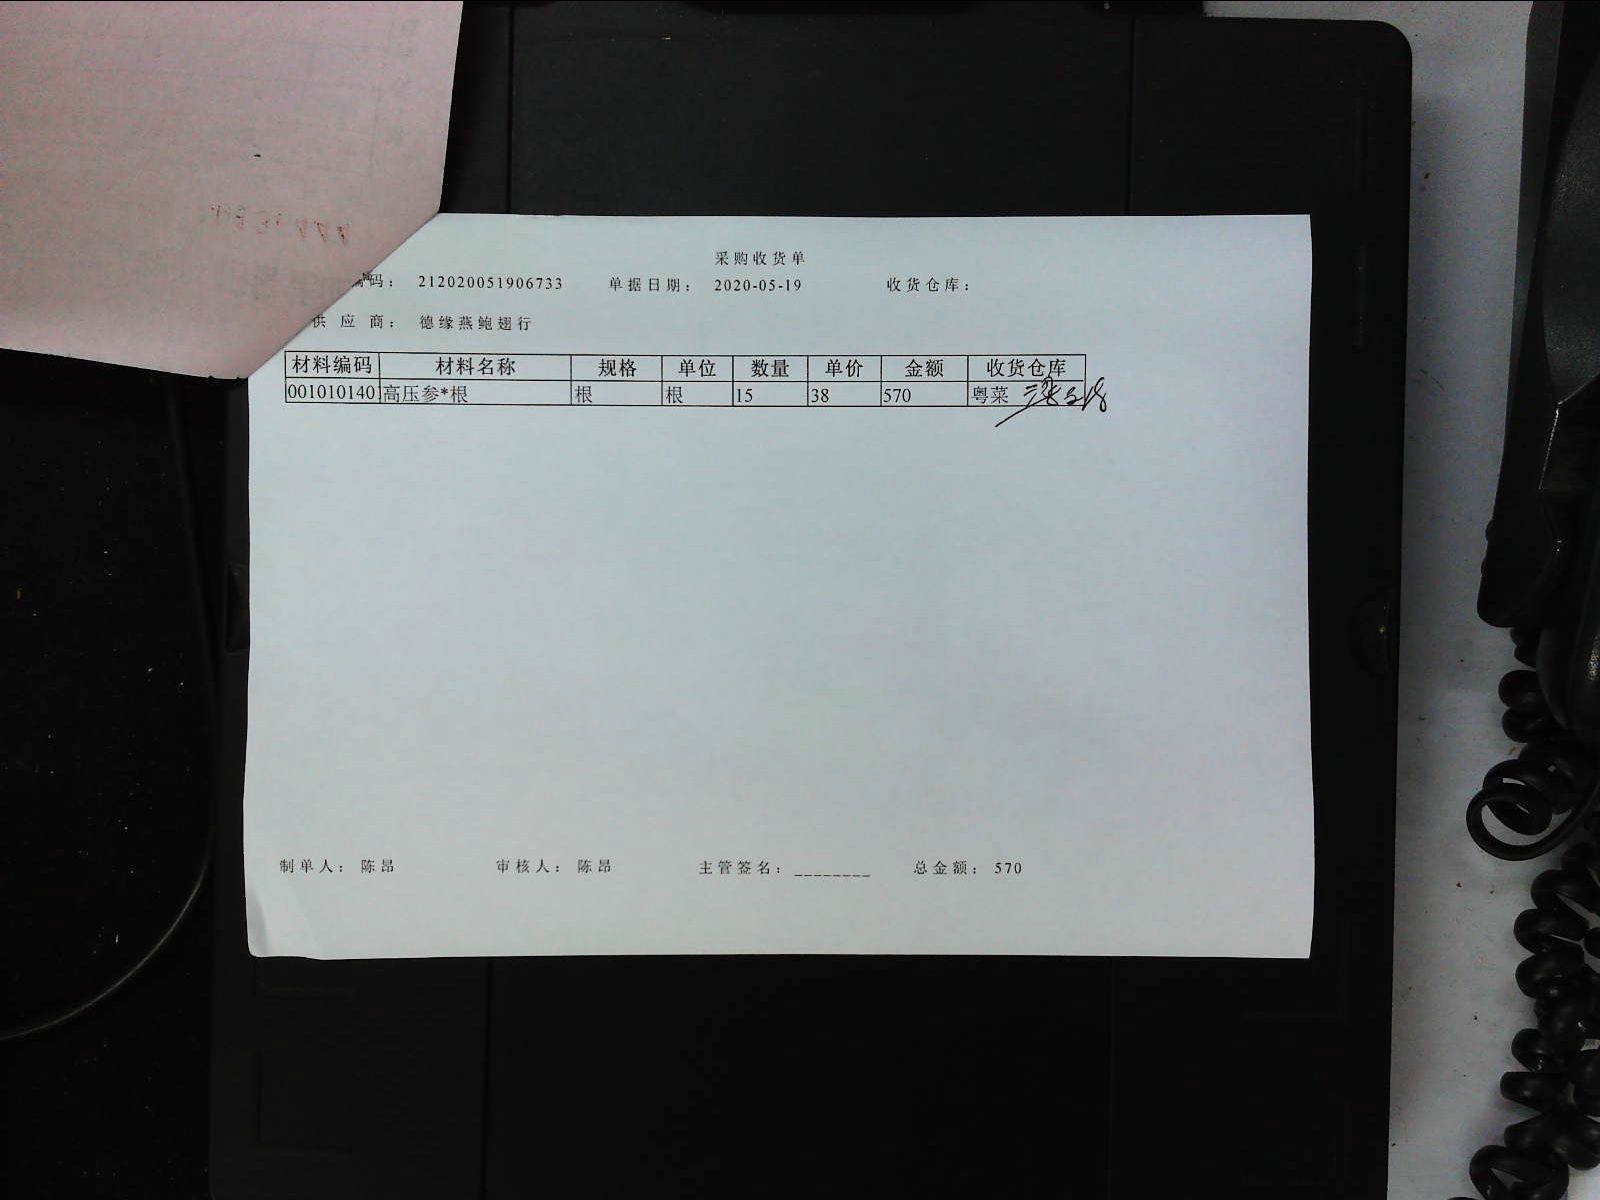 采购收货单
编码： 212020051906733 单据日期： 2020-05-19 收货仓库：
供应商： 德缘燕鲍翅行
材料编码 材料名称 规格 单位 数量 单价 金额 收货仓库
001010140 高压参*根 根 根 15 38 570 粤菜
制单人： 陈昂 审核人： 陈昂 主管签名： ________ 总金额： 570